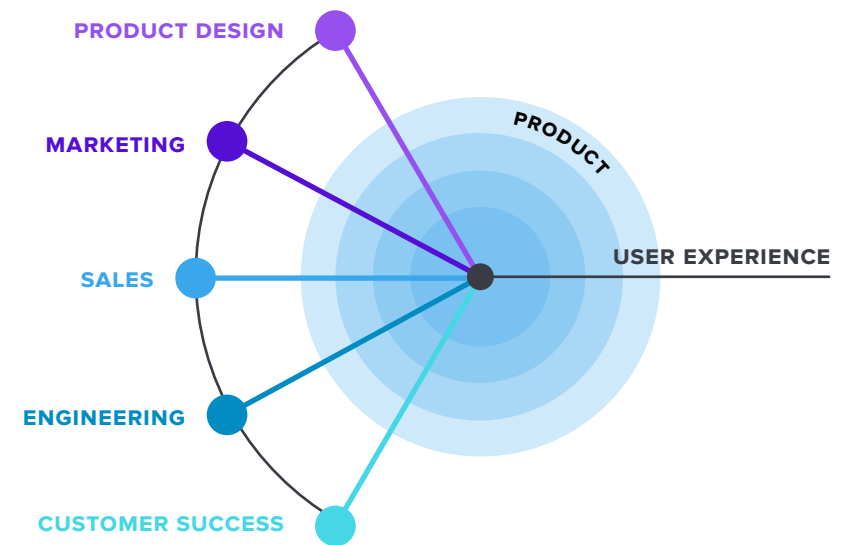 PRODUCT DESIGN
PRODUCT
MARKETING
USER EXPERIENCE
SALES
ENGINEERING
CUSTOMER SUCCESS